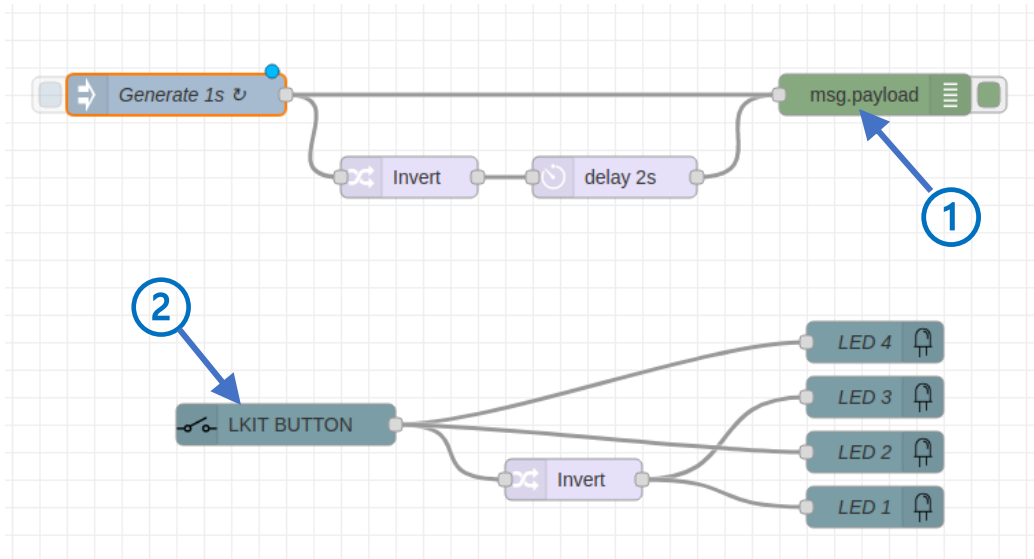 Generate 1s ↻
msg.payload
Invert
delay 2s
1
2
LED 4
LED 3
LKIT BUTTON
LED 2
Invert
LED 1